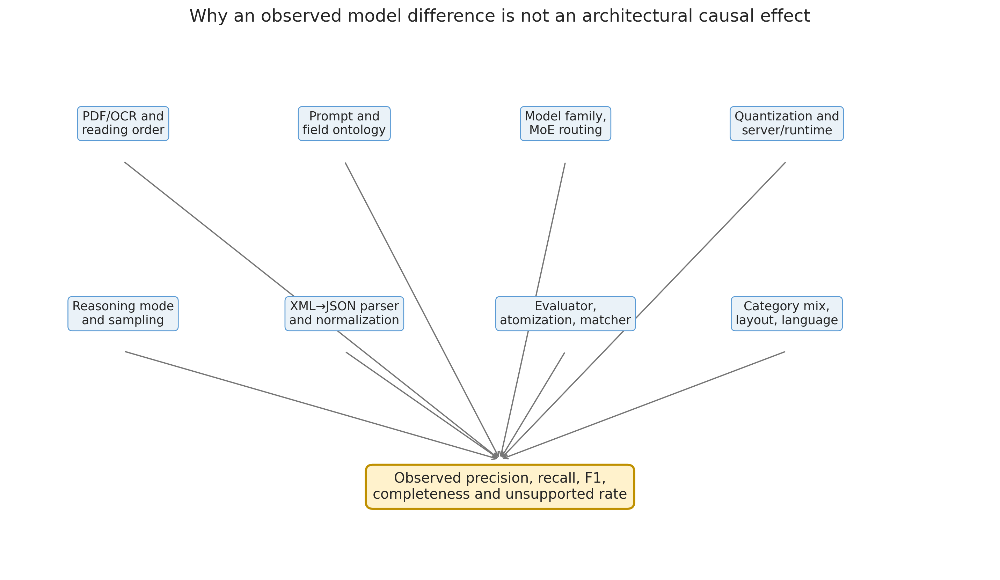 Why an observed model difference is not an architectural causal effect
PDF/OCR and
reading order
Prompt and
field ontology
Model family,
MoE routing
Quantization and
server/runtime
Reasoning mode
and sampling
XML→JSON parser
and normalization
Evaluator,
atomization, matcher
Category mix,
layout, language
Observed precision, recall, F1,
completeness and unsupported rate